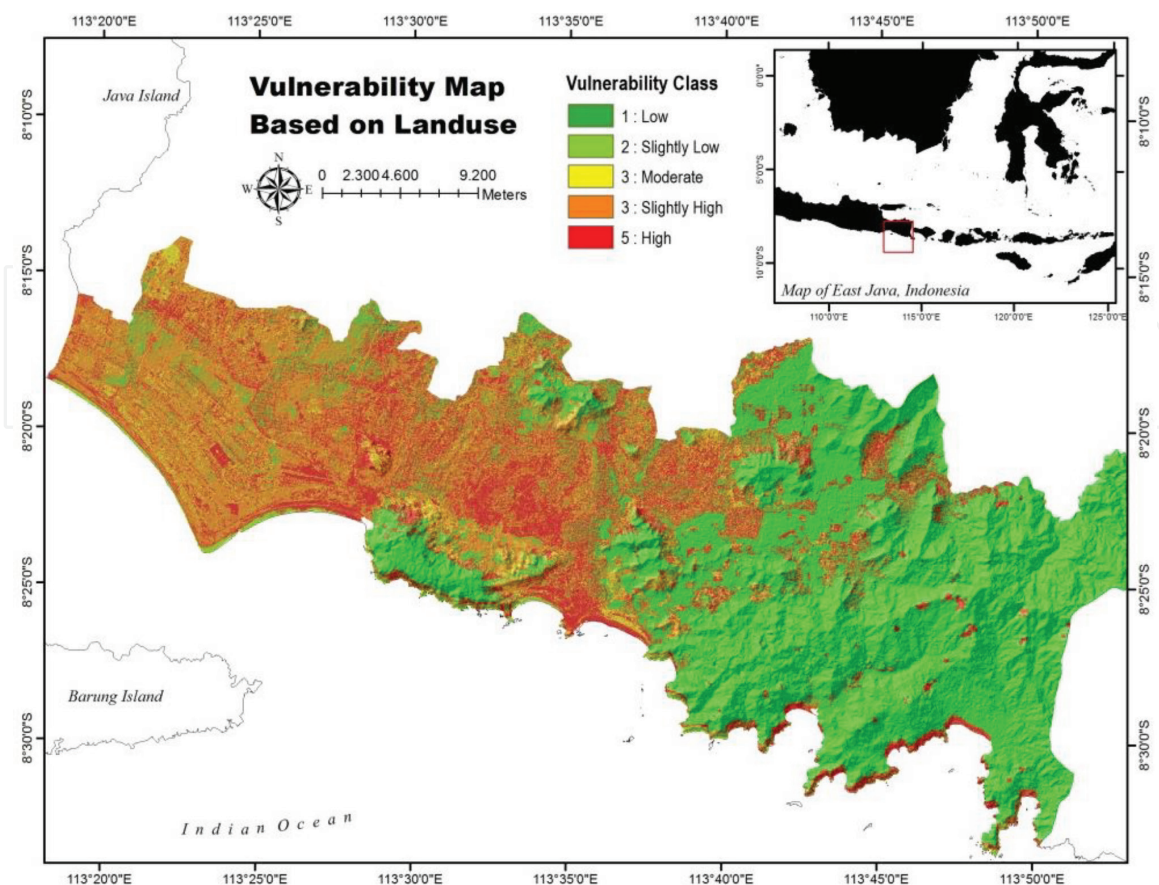 113°20'0"E 113°25'0"E 113°30'0"E 113°35'0"E 113°40'0"E 113°45'0"E 113°50'0"E
Java Island
Vulnerability Map
Based on Landuse
N
W E
S
0 2.300 4.600 9.200
Meters
Vulnerability Class
1 : Low
2 : Slightly Low
3 : Moderate
3 : Slightly High
5 : High
0°0'0"
5°0'0"S
10°0'0"S
Map of East Java, Indonesia
110°0'0"E 115°0'0"E 120°0'0"E 125°0'0"E
8°10'0"S
8°15'0"S
8°20'0"S
8°25'0"S
8°30'0"S
8°10'0"S
8°15'0"S
8°20'0"S
8°25'0"S
8°30'0"S
Barung Island
Indian Ocean
113°20'0"E 113°25'0"E 113°30'0"E 113°35'0"E 113°40'0"E 113°45'0"E 113°50'0"E